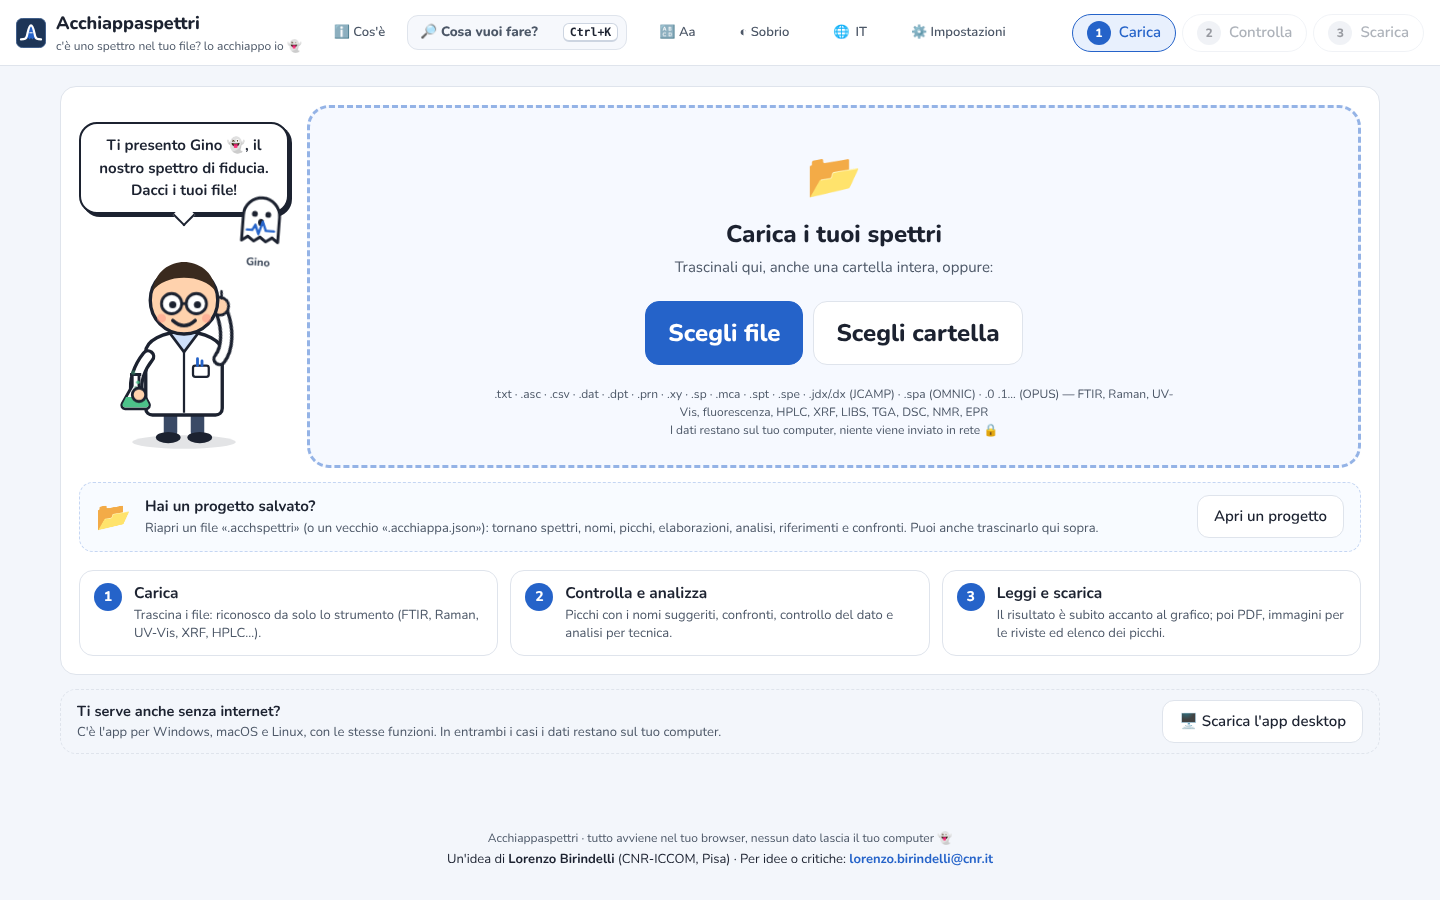 Acchiappaspettri
c'è uno spettro nel tuo file? lo acchiappo io 👻
ℹ️ Cos'è
🔎 Cosa vuoi fare? Ctrl+K
🔠 Aa
Sobrio
🌐 IT
⚙️ Impostazioni
1 Carica
2 Controlla
3 Scarica
Ti presento Gino 👻, il
nostro spettro di fiducia.
Dacci i tuoi file!
Gino
Carica i tuoi spettri
Trascinali qui, anche una cartella intera, oppure:
Scegli file
Scegli cartella
.txt · .asc · .csv · .dat · .dpt · .prn · .xy · .sp · .mca · .spt · .spe · .jdx/dx (JCAMP) · .spa (OMNIC) · .0 .1... (OPUS) — FTIR, Raman, UV-
Vis, fluorescenza, HPLC, XRF, LIBS, TGA, DSC, NMR, EPR
I dati restano sul tuo computer, niente viene inviato in rete 🔒
Hai un progetto salvato?
Riapri un file «.acchspettri» (o un vecchio «.acchiappa.json»): tornano spettri, nomi, picchi, elaborazioni, analisi, riferimenti e confronti. Puoi anche trascinarlo qui sopra.
Apri un progetto
1 Carica
Trascina i file: riconosco da solo lo strumento (FTIR, Raman,
UV-Vis, XRF, HPLC...).
2 Controlla e analizza
Picchi con i nomi suggeriti, confronti, controllo del dato e
analisi per tecnica.
3 Leggi e scarica
Il risultato è subito accanto al grafico; poi PDF, immagini per
le riviste ed elenco dei picchi.
Ti serve anche senza internet?
C'è l'app per Windows, macOS e Linux, con le stesse funzioni. In entrambi i casi i dati restano sul tuo computer.
🖥️ Scarica l'app desktop
Acchiappaspettri · tutto avviene nel tuo browser, nessun dato lascia il tuo computer 👻
Un'idea di Lorenzo Birindelli (CNR-ICCOM, Pisa) · Per idee o critiche: lorenzo.birindelli@cnr.it